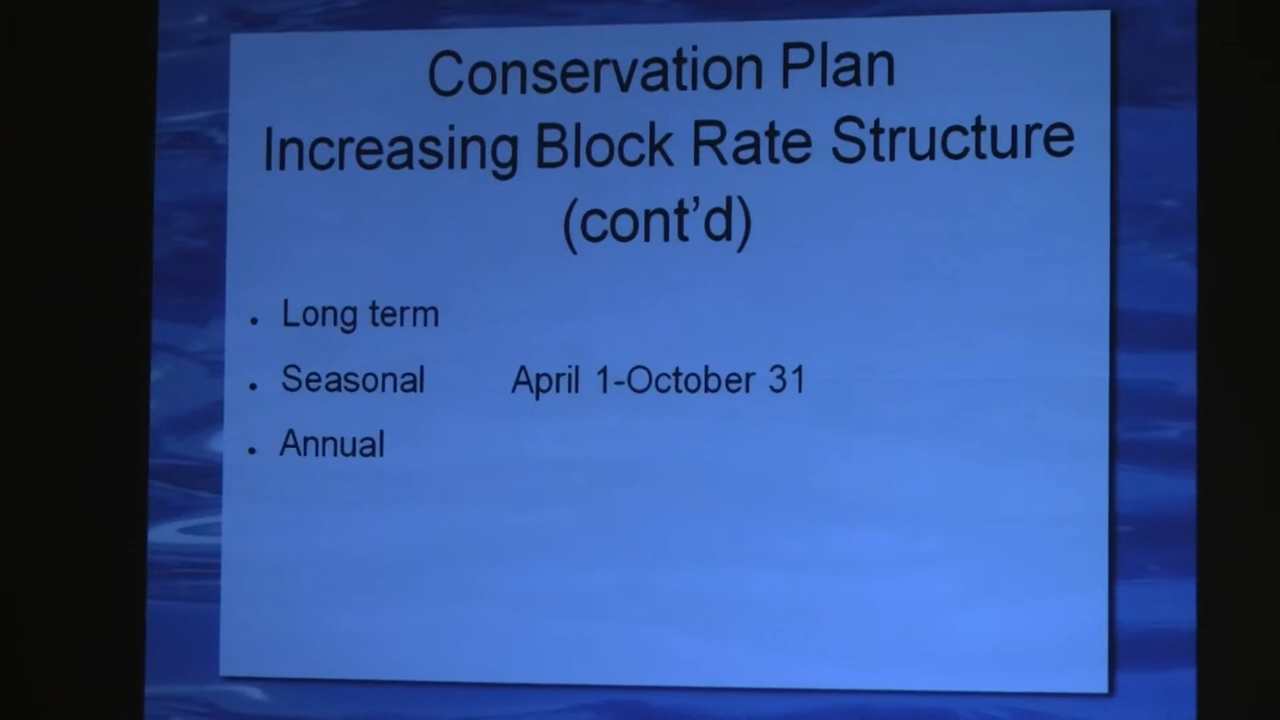 Conservation Plan
Increasing Block Rate Structure
(cont'd)
• Long term
• Seasonal April 1-October 31
• Annual